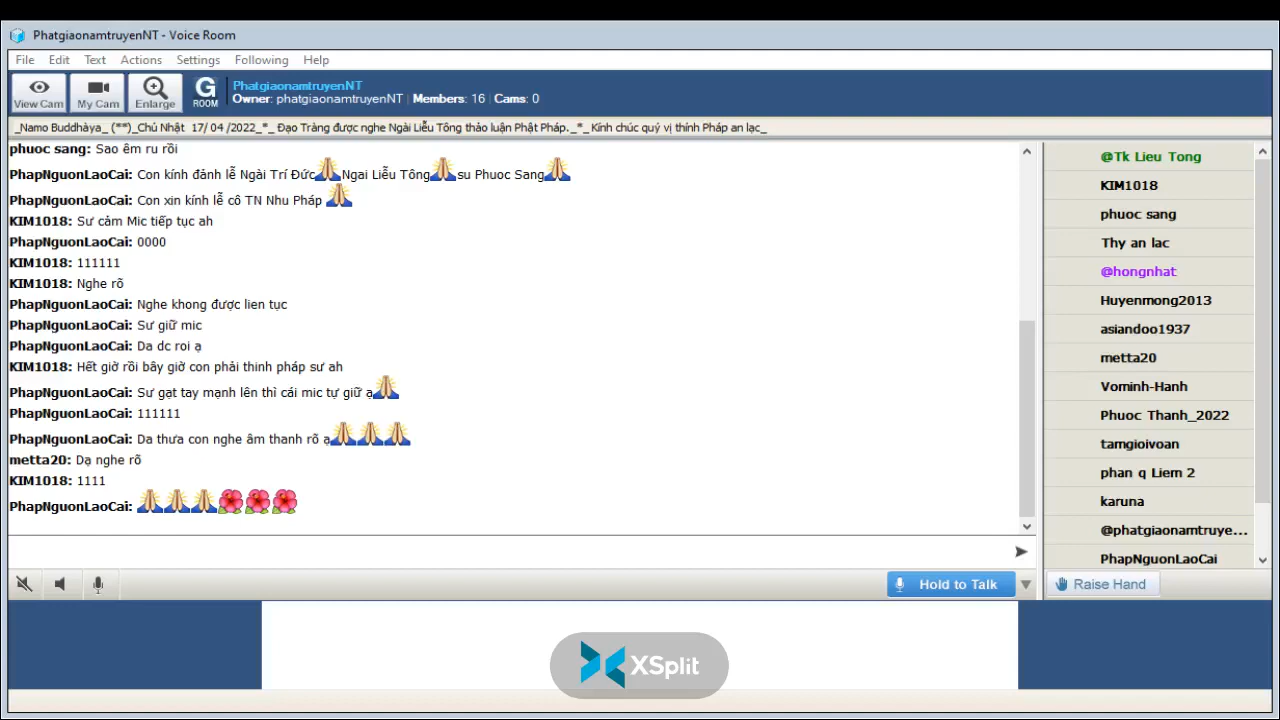 PhatgiaonamtruyenNT - Voice Room
File Edit Text Actions Settings Following Help
View Cam My Cam Enlarge G ROOM
PhatgiaonamtruyenNT
Owner: phatgiaonamtruyenNT Members: 16 Cams: 0
_Namo Buddhàya_ (**)_Chủ Nhật 17/ 04 /2022_*_ Đạo Tràng được nghe Ngài Liễu Tông thảo luận Phật Pháp._*_ Kính chúc quý vị thính Pháp an lạc_
phuoc sang: Sao êm ru rồi
PhapNguonLaoCai: Con kính đảnh lễ Ngài Trí Đức🙏Ngai Liễu Tông🙏su Phuoc Sang🙏
PhapNguonLaoCai: Con xin kính lễ cô TN Nhu Pháp 🙏
KIM1018: Sư cảm Mic tiếp tục ah
PhapNguonLaoCai: 0000
KIM1018: 111111
KIM1018: Nghe rõ
PhapNguonLaoCai: Nghe khong được lien tục
PhapNguonLaoCai: Sư giữ mic
PhapNguonLaoCai: Da dc roi ạ
KIM1018: Hết giờ rồi bây giờ con phải thinh pháp sư ah
PhapNguonLaoCai: Sư gạt tay mạnh lên thì cái mic tự giữ ạ🙏
PhapNguonLaoCai: 111111
PhapNguonLaoCai: Da thưa con nghe âm thanh rõ ạ🙏🙏🙏
metta20: Dạ nghe rõ
KIM1018: 1111
PhapNguonLaoCai: 🙏🙏🙏🌺🌺🌺
@Tk Lieu Tong
KIM1018
phuoc sang
Thy an lac
@hongnhat
Huyenmong2013
asiandoo1937
metta20
Vominh-Hanh
Phuoc Thanh_2022
tamgioivoan
phan q Liem 2
karuna
@phatgiaonamtruye...
PhapNguonLaoCai
Hold to Talk
Raise Hand
XSplit